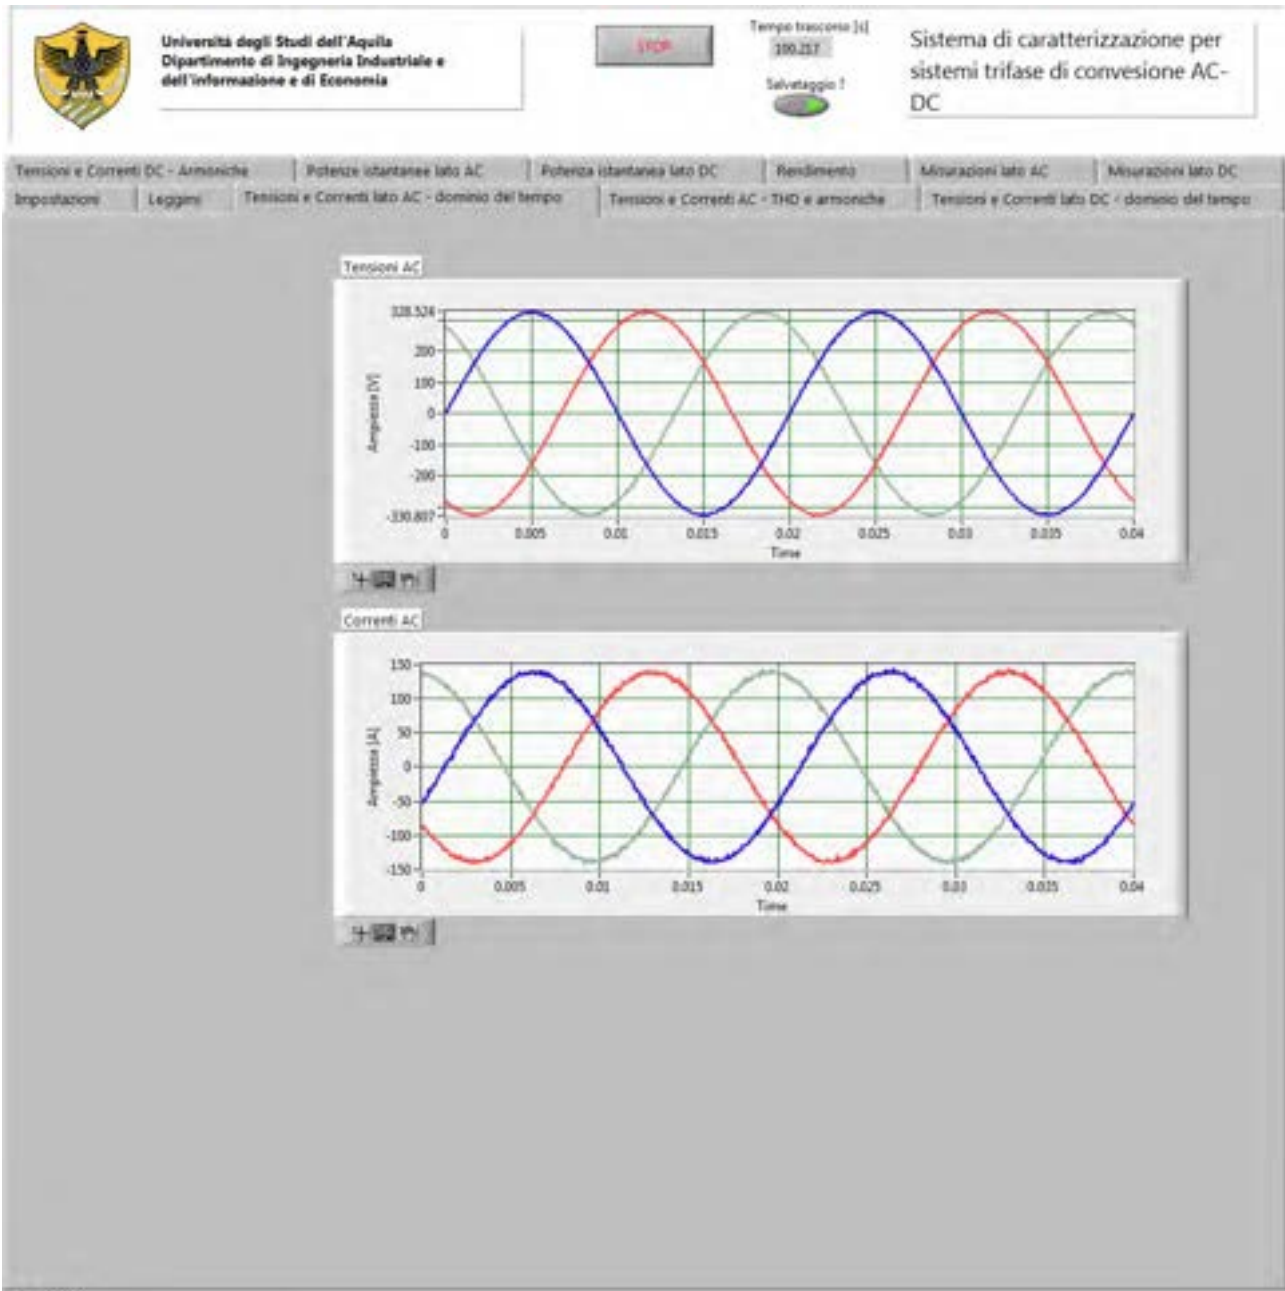 Università degli Studi dell'Aquila
Dipartimento di Ingegneria Industriale e
dell'informazione e di Economia
STOP
Tempo trascorso [s]
100.217
Salvataggio ?
Sistema di caratterizzazione per
sistemi trifase di convesione AC-
DC
Tensioni e Correnti DC - Armoniche
Potenze istantanee lato AC
Potenza istantanea lato DC
Rendimento
Misurazioni lato AC
Misurazioni lato DC
Impostazioni
Leggimi
Tensioni e Correnti lato AC - dominio del tempo
Tensioni e Correnti AC - THD e armoniche
Tensioni e Correnti lato DC - dominio del tempo
Tensioni AC
328.524
200
100
0
-100
-200
-330.807
Ampiezza [V]
0 0.005 0.01 0.015 0.02 0.025 0.03 0.035 0.04
Time
Correnti AC
150
100
50
0
-50
-100
-150
Ampiezza [A]
0 0.005 0.01 0.015 0.02 0.025 0.03 0.035 0.04
Time